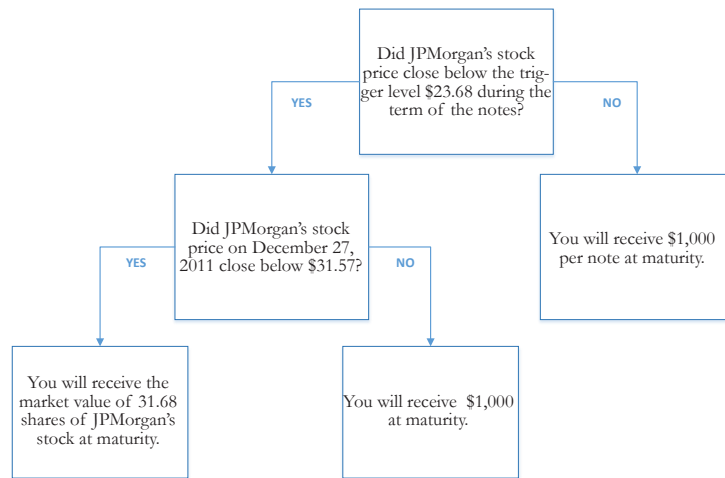 Did JPMorgan's stock
price close below the trig-
ger level $23.68 during the
term of the notes?
YES
NO
Did JPMorgan's stock
price on December 27,
2011 close below $31.57?
You will receive $1,000
per note at maturity.
YES
NO
You will receive the
market value of 31.68
shares of JPMorgan's
stock at maturity.
You will receive $1,000
at maturity.